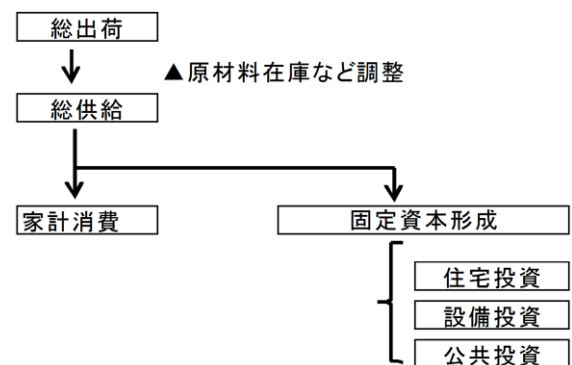 総出荷
▲原材料在庫など調整
総供給
家計消費
固定資本形成
住宅投資
設備投資
公共投資